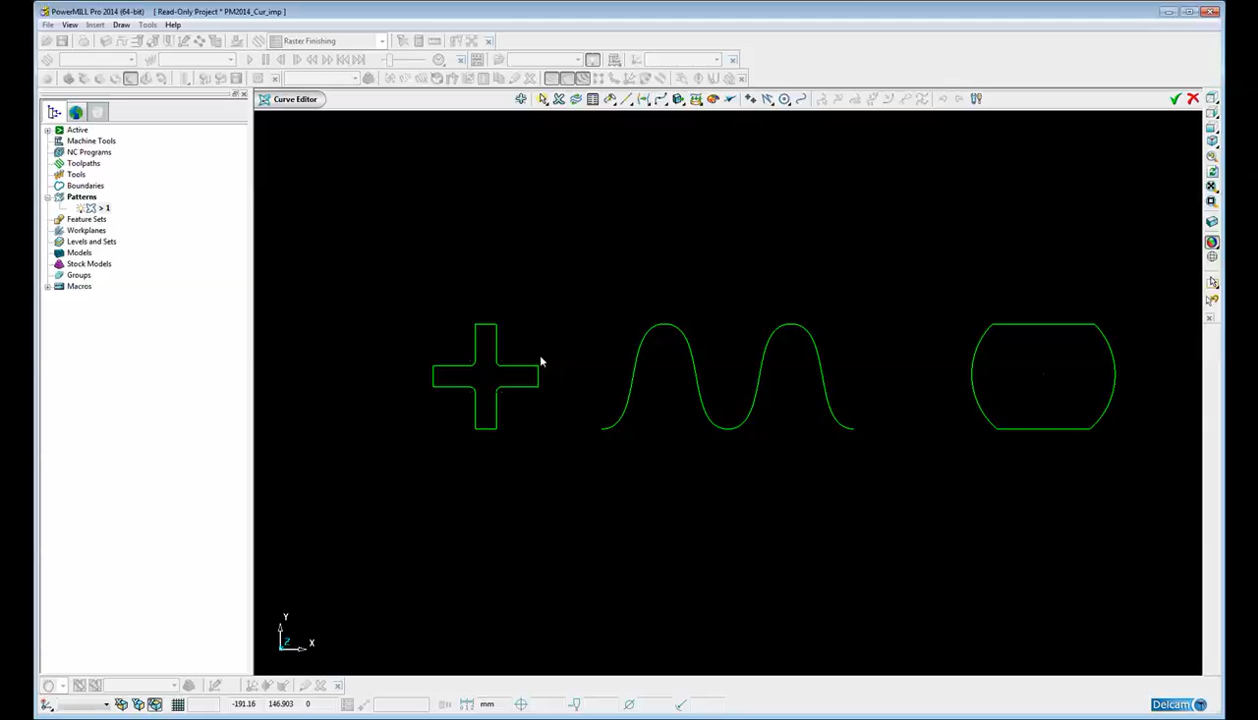 PowerMILL Pro 2014 (64-bit) [ Read-Only Project * PM2014_Cur_imp ]
File View Insert Draw Tools Help
Raster Finishing
Curve Editor
Active
Machine Tools
NC Programs
Toolpaths
Tools
Boundaries
Patterns
> 1
Feature Sets
Workplanes
Levels and Sets
Models
Stock Models
Groups
Macros
Y
Z
X
-191.16 146.903 0 mm Delcam